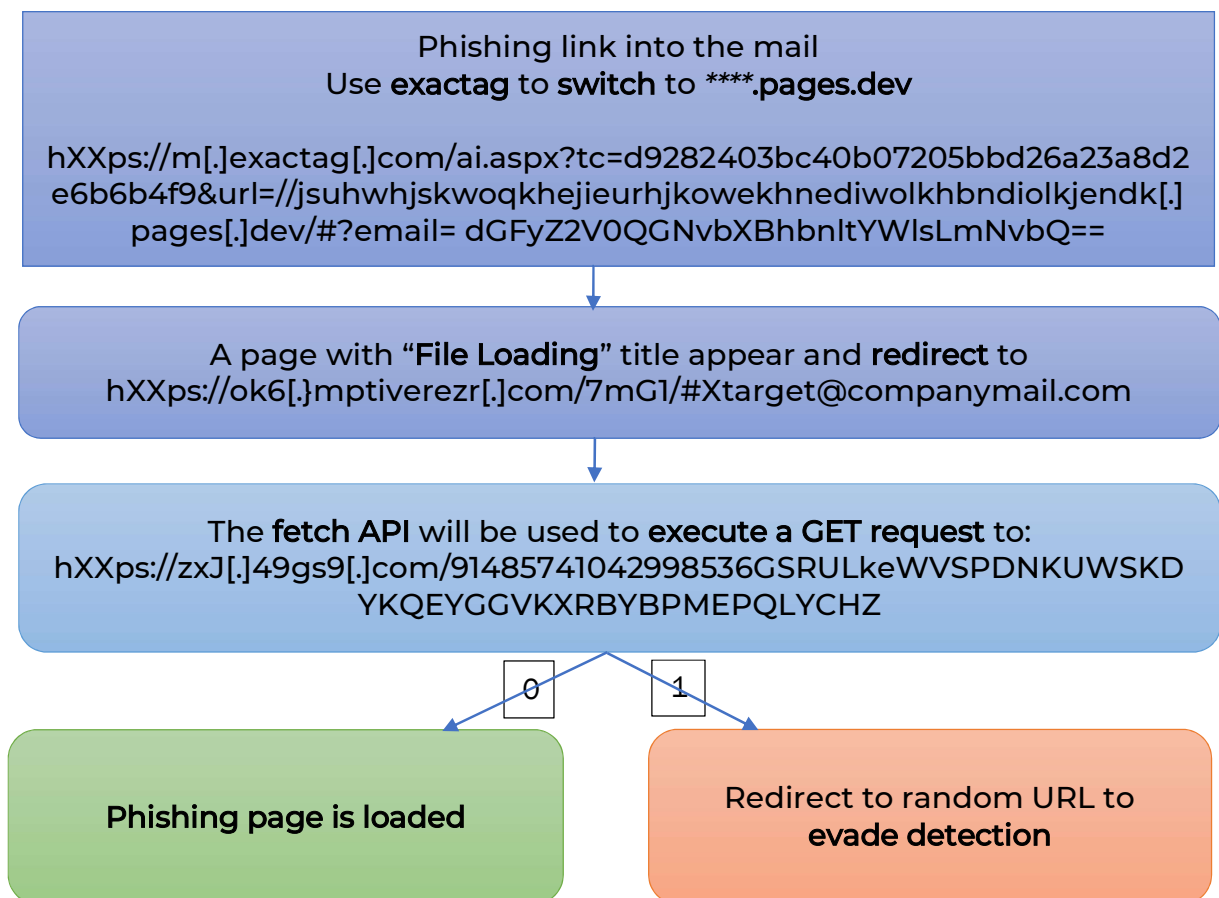 Phishing link into the mail
Use exactag to switch to ****.pages.dev
hXXps://m[.]exactag[.]com/ai.aspx?tc=d9282403bc40b07205bbd26a23a8d2
e6b6b4f9&url=//jsuhwhjskwoqkhejieurhjkowekhnediwolkhbndiolkjendk[.]
pages[.]dev/#?email= dGFyZ2V0QGNvbXBhbnltYWlsLmNvbQ==
A page with “File Loading” title appear and redirect to
hXXps://ok6[.}mptiverezr[.]com/7mG1/#Xtarget@companymail.com
The fetch API will be used to execute a GET request to:
hXXps://zxJ[.]49gs9[.]com/91485741042998536GSRULkeWVSPDNKUWSKD
YKQEYGGVKXRBYBPMEPQLYCHZ
0
1
Phishing page is loaded
Redirect to random URL to
evade detection